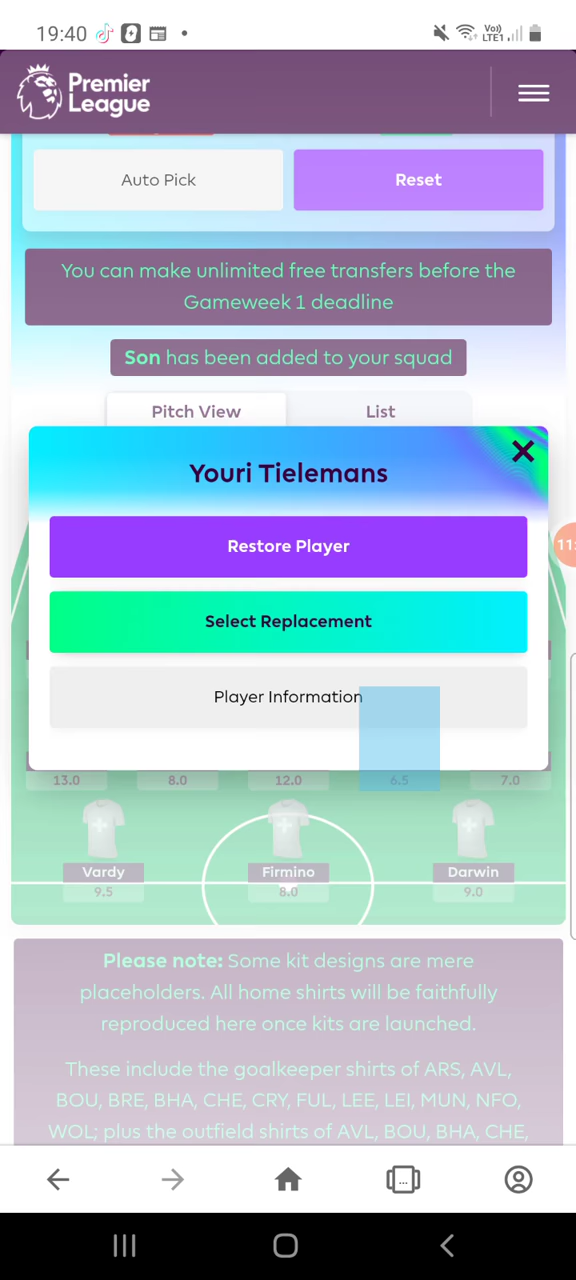 19:40
Vo))
LTE1
Premier
League
Auto Pick
Reset
You can make unlimited free transfers before the
Gameweek 1 deadline
Son has been added to your squad
Pitch View
List
Youri Tielemans
Restore Player
11:
Select Replacement
Player Information
13.0
8.0
12.0
6.5
7.0
Vardy
Firmino
Darwin
9.5
8.0
9.0
Please note: Some kit designs are mere
placeholders. All home shirts will be faithfully
reproduced here once kits are launched.
These include the goalkeeper shirts of ARS, AVL,
BOU, BRE, BHA, CHE, CRY, FUL, LEE, LEI, MUN, NFO,
WOL; plus the outfield shirts of AVL, BOU, BHA, CHE,